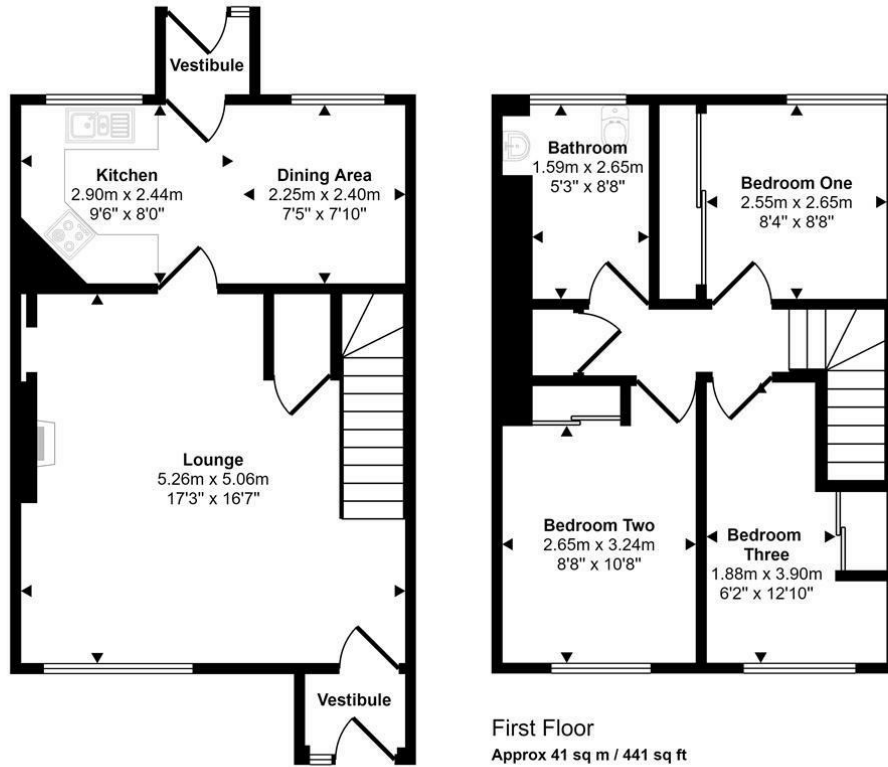 Vestibule
Kitchen
2.90m x 2.44m
9'6" x 8'0"
Dining Area
2.25m x 2.40m
7'5" x 7'10"
Lounge
5.26m x 5.06m
17'3" x 16'7"
Vestibule
Bathroom
1.59m x 2.65m
5'3" x 8'8"
Bedroom One
2.55m x 2.65m
8'4" x 8'8"
Bedroom Two
2.65m x 3.24m
8'8" x 10'8"
Bedroom
Three
1.88m x 3.90m
6'2" x 12'10"
First Floor
Approx 41 sq m / 441 sq ft